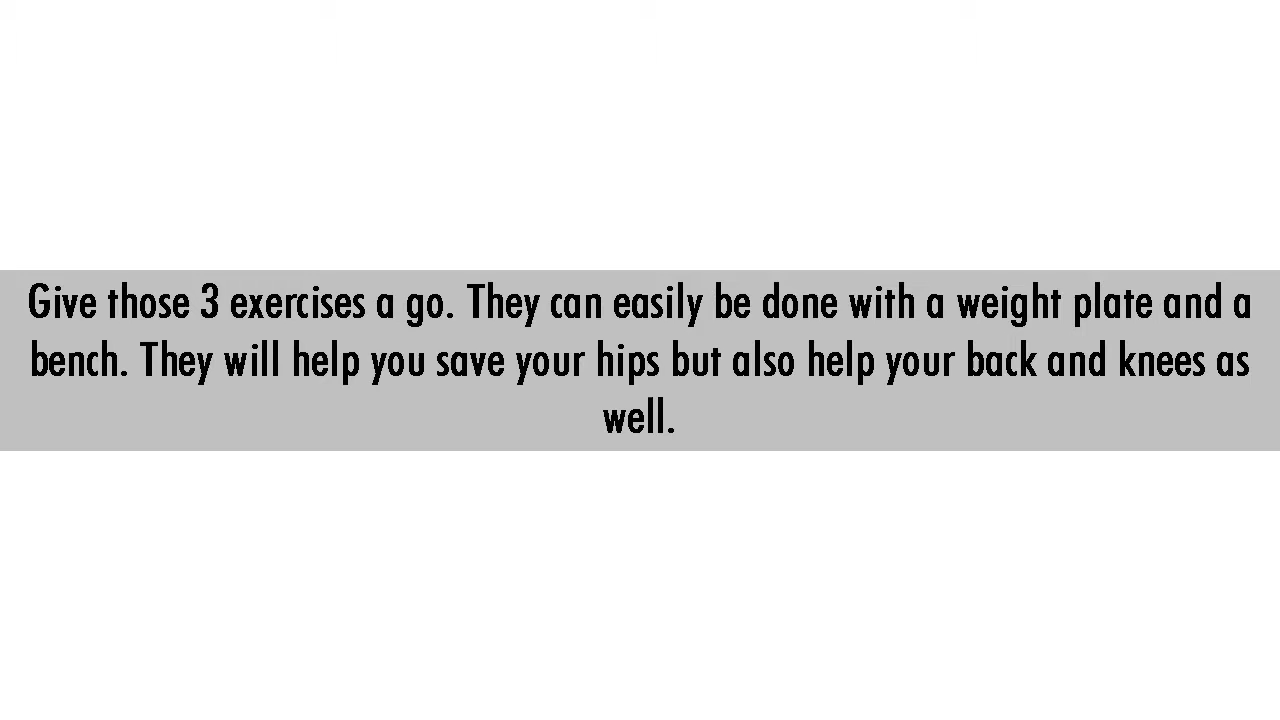 Give those 3 exercises a go. They can easily be done with a weight plate and a
bench. They will help you save your hips but also help your back and knees as
well.